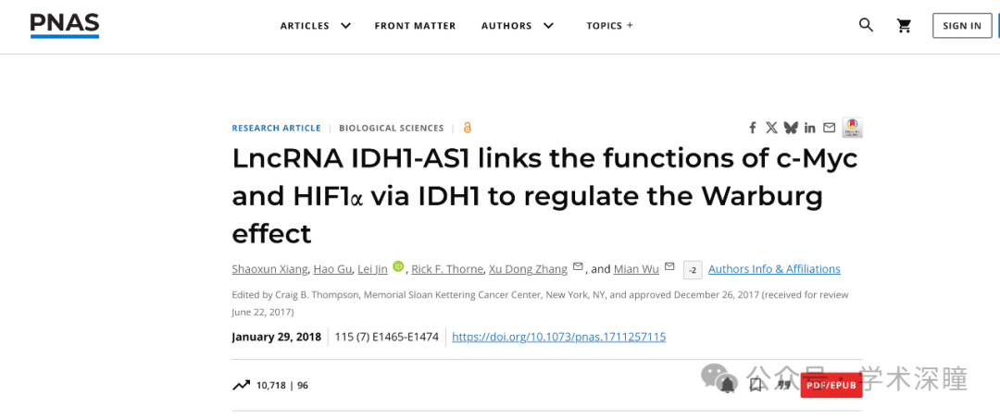 PNAS
ARTICLES FRONT MATTER AUTHORS TOPICS + SIGN IN
RESEARCH ARTICLE | BIOLOGICAL SCIENCES |
LncRNA IDH1-AS1 links the functions of c-Myc
and HIF1α via IDH1 to regulate the Warburg
effect
Shaoxun Xiang, Hao Gu, Lei Jin iD, Rick F. Thorne, Xu Dong Zhang, and Mian Wu -2 Authors Info & Affiliations
Edited by Craig B. Thompson, Memorial Sloan Kettering Cancer Center, New York, NY, and approved December 26, 2017 (received for review
June 22, 2017)
January 29, 2018 | 115 (7) E1465-E1474 | https://doi.org/10.1073/pnas.1711257115
10,718 | 96
PDF/EPUB
公众号 · 学术深瞳